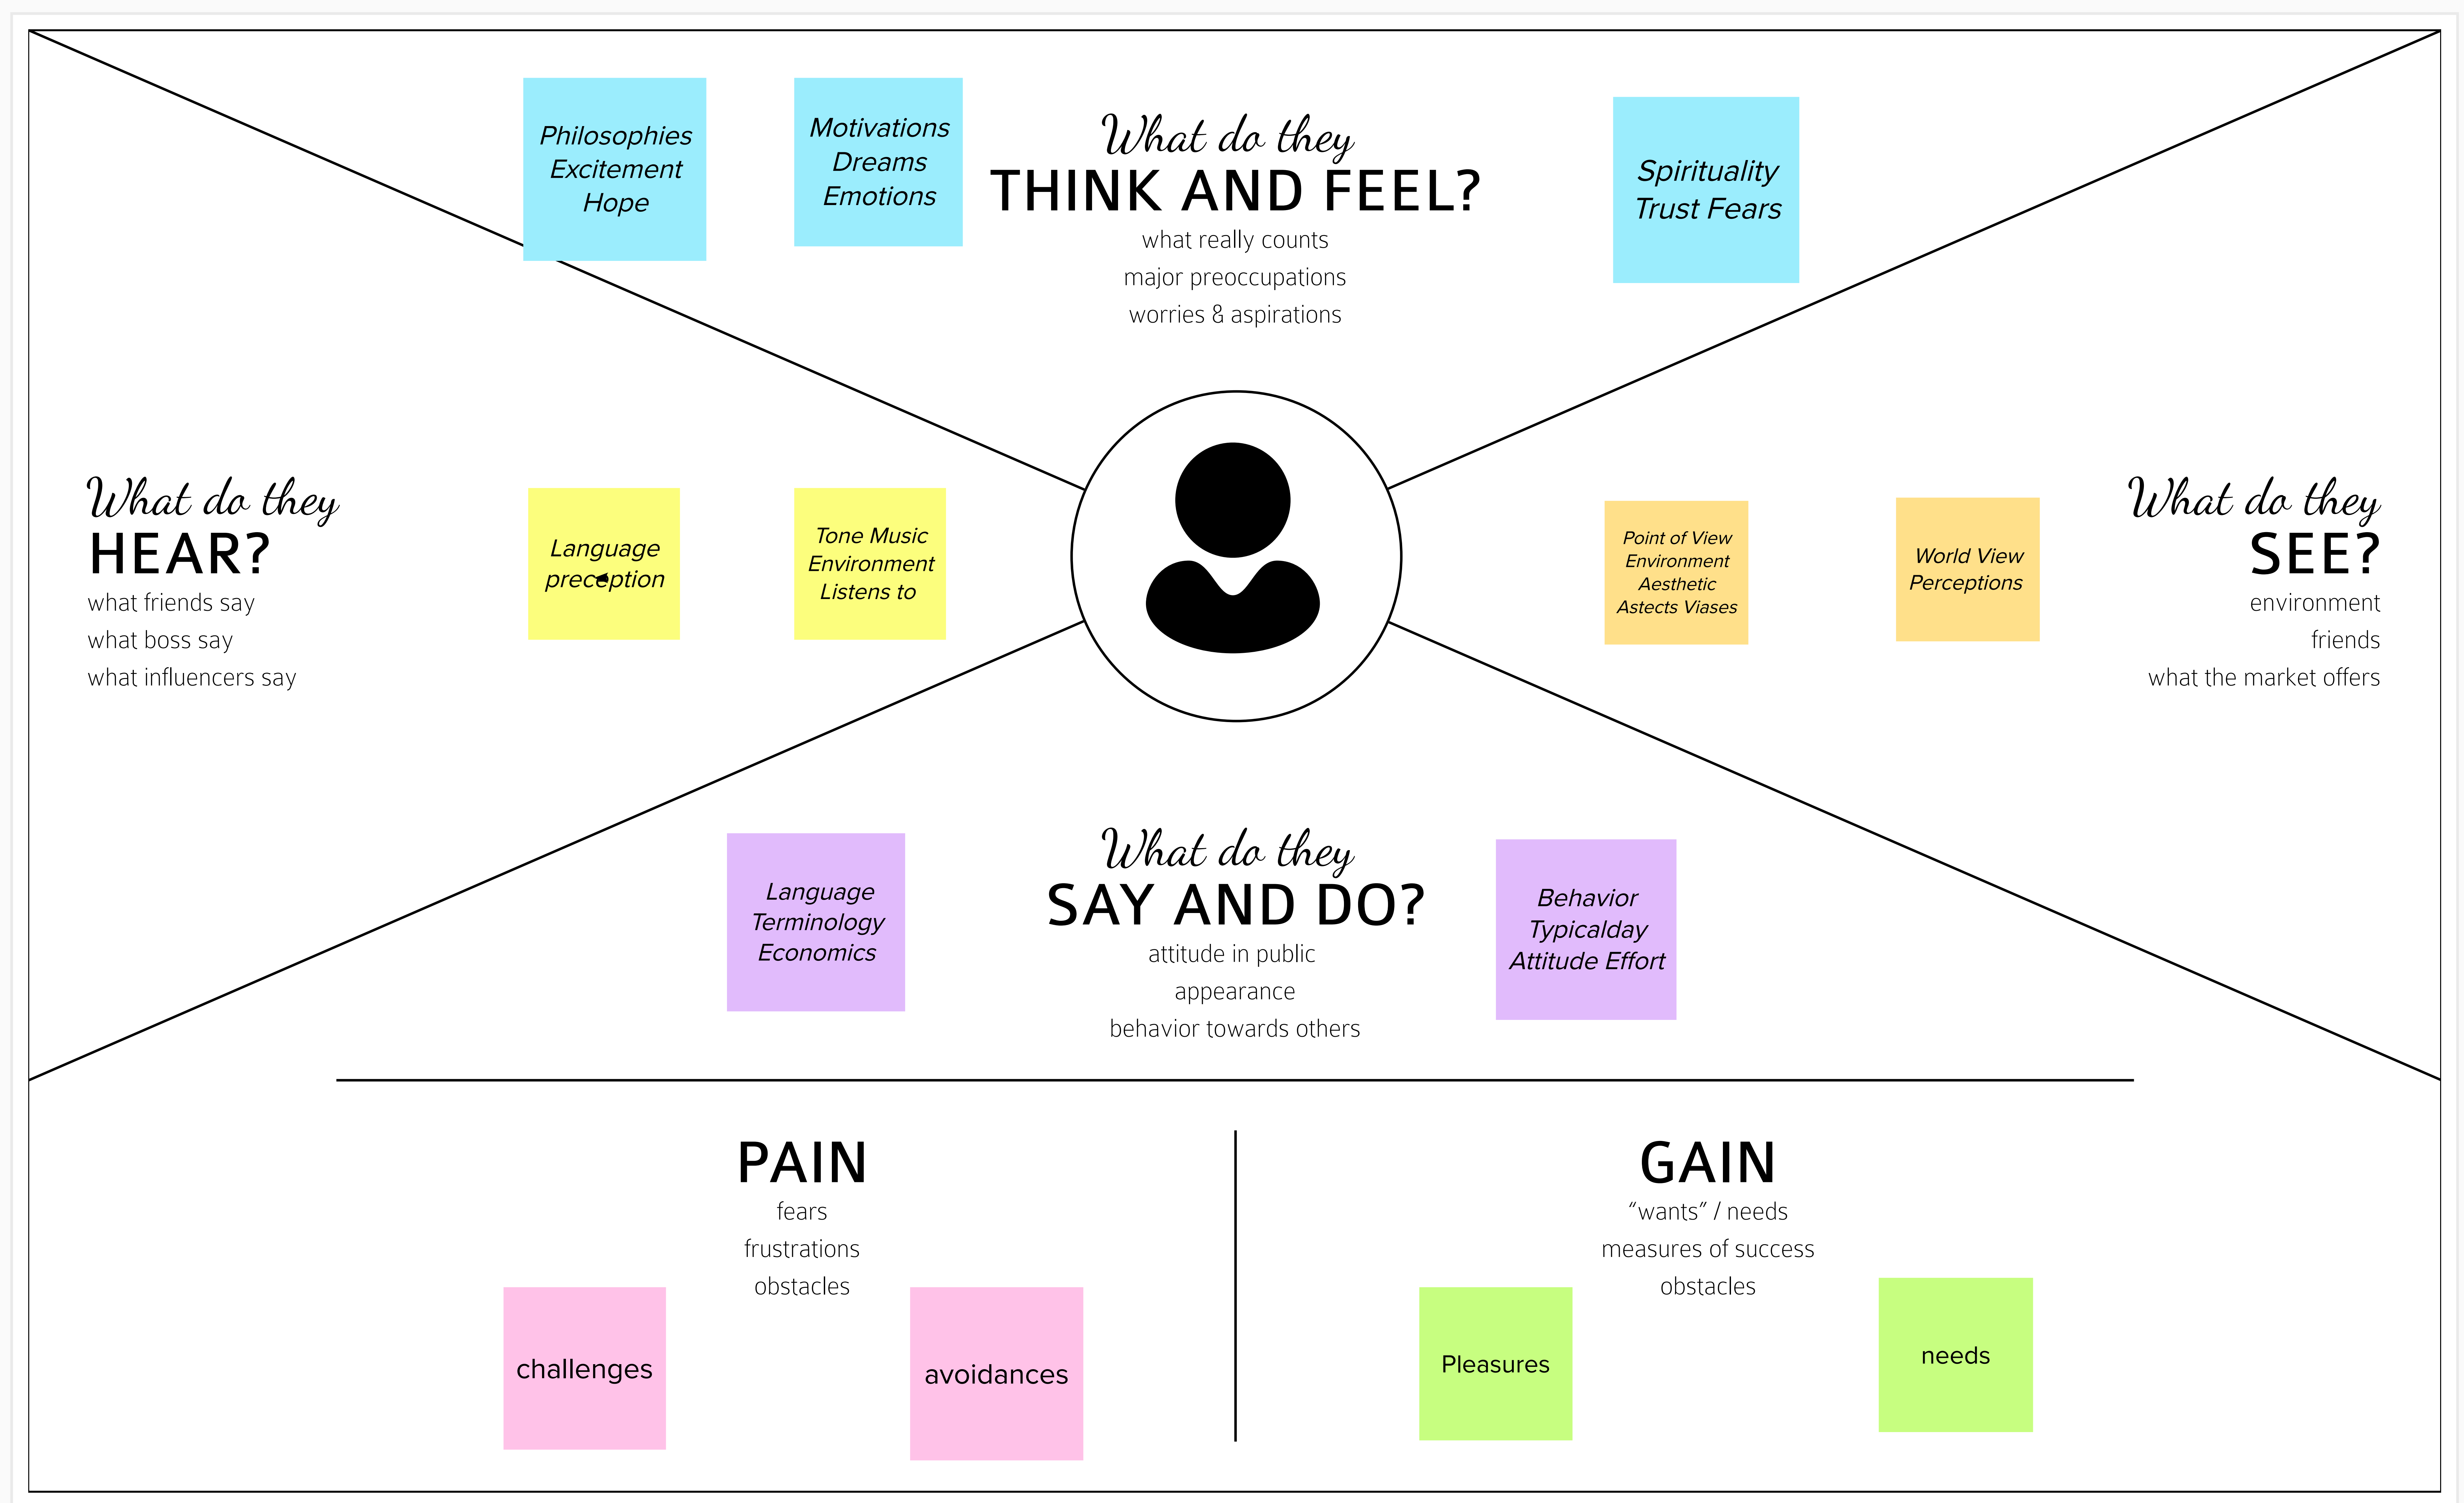 Philosophies
Excitement
Hope
Motivations
Dreams
Emotions
What do they
THINK AND FEEL?
what really counts
major preoccupations
worries & aspirations
Spirituality
Trust Fears
What do they
HEAR?
what friends say
what boss say
what influencers say
Language
preception
Tone Music
Environment
Listens to
Point of View
Environment
Aesthetic
Astects Viases
World View
Perceptions
What do they
SEE?
environment
friends
what the market offers
Language
Terminology
Economics
What do they
SAY AND DO?
attitude in public
appearance
behavior towards others
Behavior
Typicalday
Attitude Effort
PAIN
fears
frustrations
obstacles
challenges
avoidances
GAIN
“wants” / needs
measures of success
obstacles
Pleasures
needs